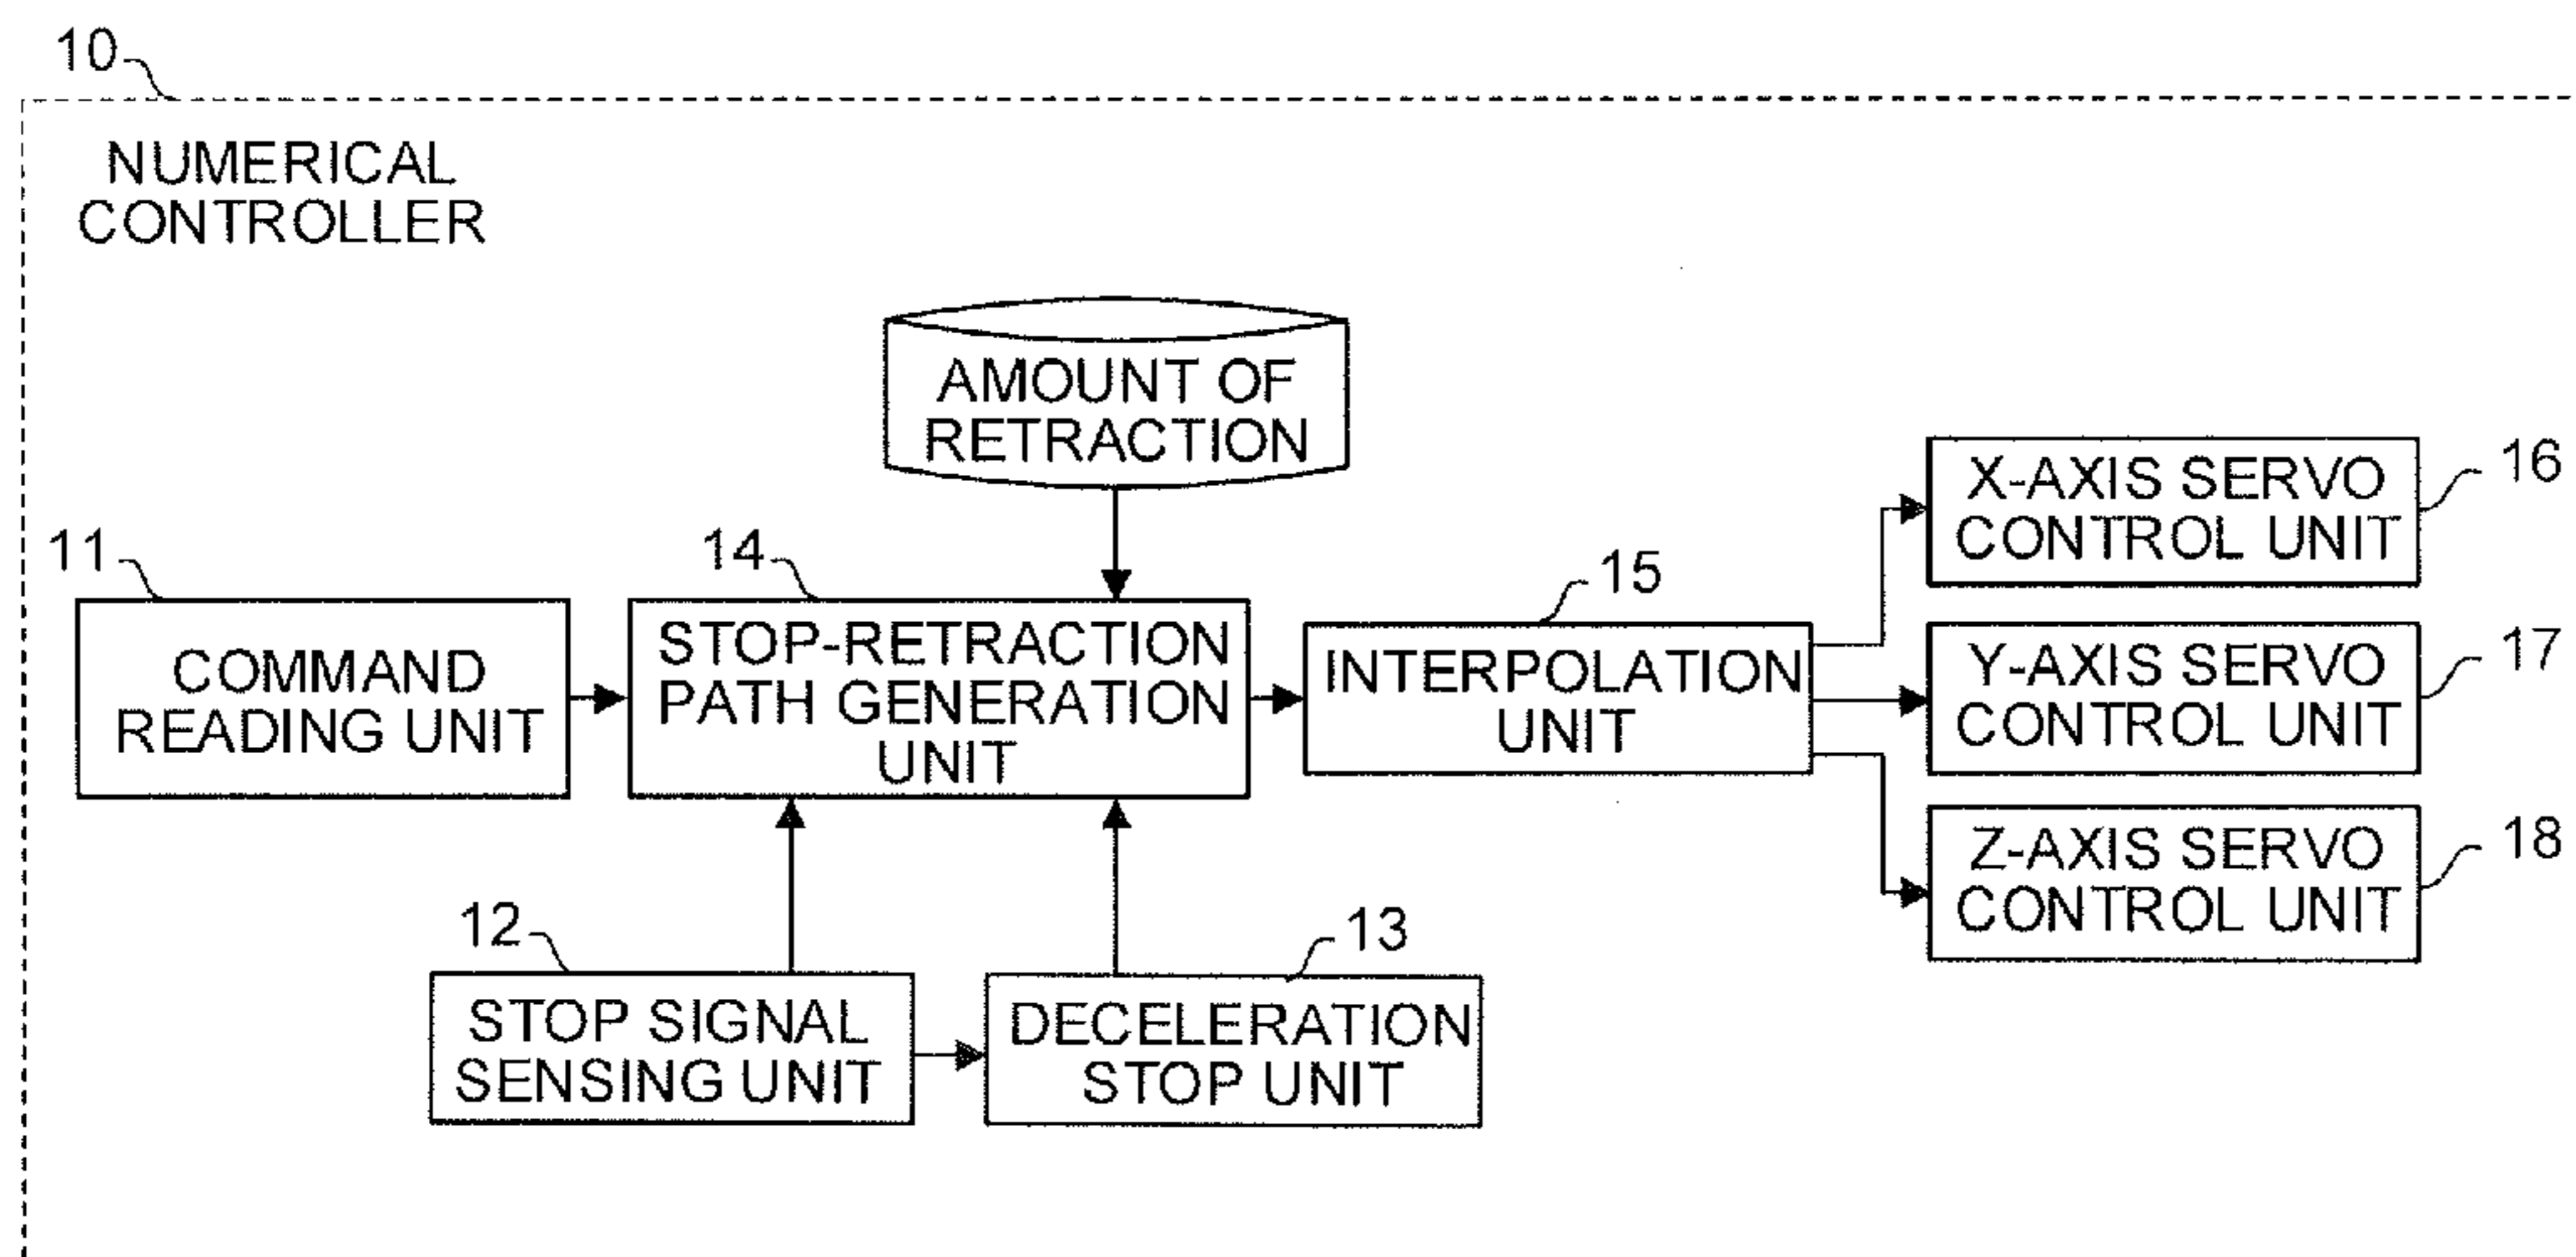 10
NUMERICAL
CONTROLLER
AMOUNT OF
RETRACTION
11
COMMAND
READING UNIT
14
STOP-RETRACTION
PATH GENERATION
UNIT
15
INTERPOLATION
UNIT
X-AXIS SERVO
CONTROL UNIT
16
Y-AXIS SERVO
CONTROL UNIT
17
Z-AXIS SERVO
CONTROL UNIT
18
12
STOP SIGNAL
SENSING UNIT
13
DECELERATION
STOP UNIT